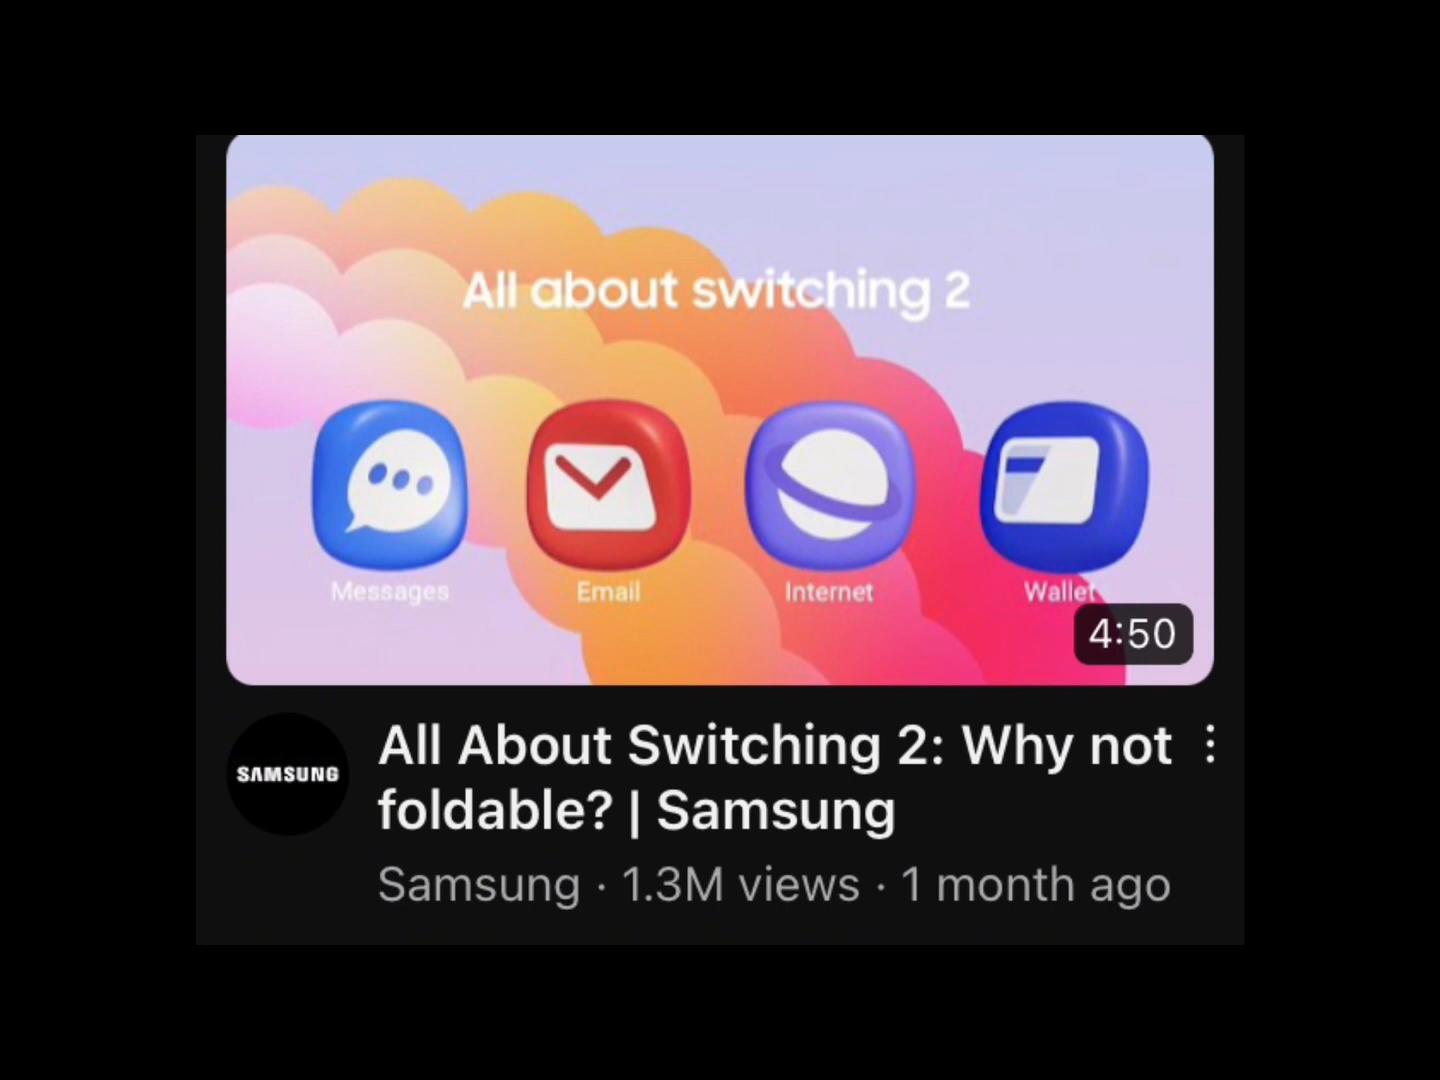 All about switching 2
Messages Email Internet Wallet
4:50
All About Switching 2: Why not
foldable? | Samsung
SAMSUNG
Samsung · 1.3M views · 1 month ago